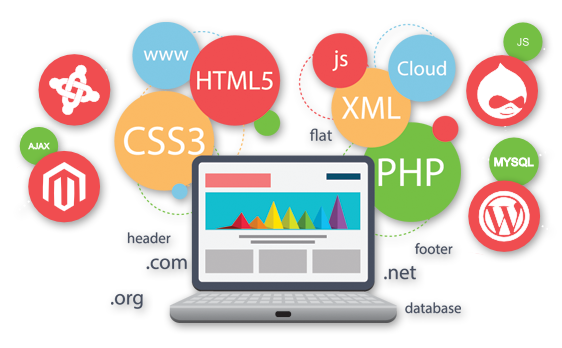 JS
www
js
Cloud
HTML5
XML
flat
CSS3
AJAX
MYSQL
PHP
header
footer
.com
.net
.org
database